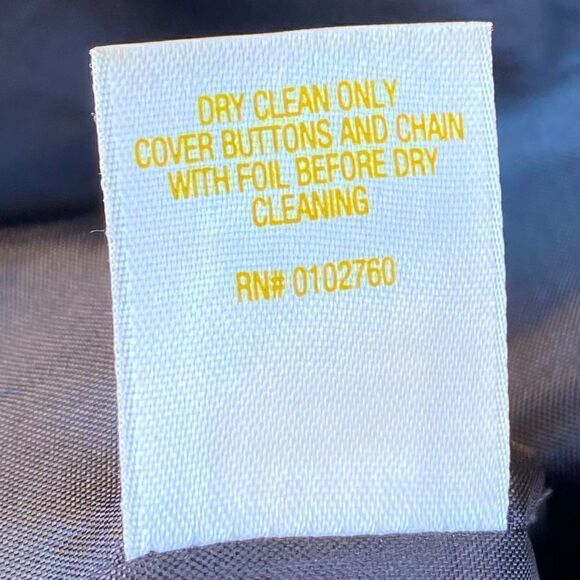 DRY CLEAN ONLY
COVER BUTTONS AND CHAIN
WITH FOIL BEFORE DRY
CLEANING
RN# 0102760